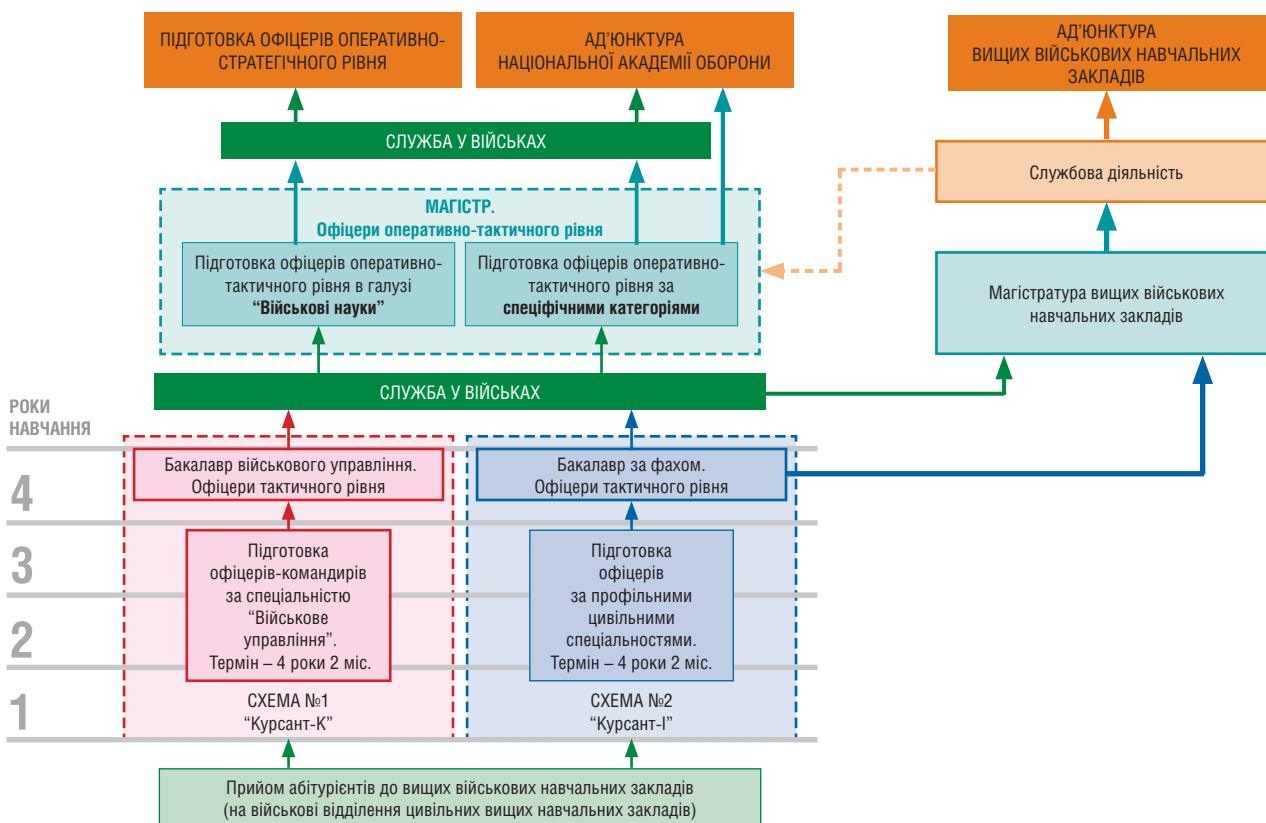 ПІДГОТОВКА ОФІЦЕРІВ ОПЕРАТИВНО-
СТРАТЕГІЧНОГО РІВНЯ
АД’ЮНКТУРА
НАЦІОНАЛЬНОЇ АКАДЕМІЇ ОБОРОНИ
АД’ЮНКТУРА
ВИЩИХ ВІЙСЬКОВИХ НАВЧАЛЬНИХ
ЗАКЛАДІВ
СЛУЖБА У ВІЙСЬКАХ
Службова діяльність
МАГІСТР.
Офіцери оперативно-тактичного рівня
Підготовка офіцерів оперативно-
тактичного рівня в галузі
“Військові науки”
Підготовка офіцерів оперативно-
тактичного рівня за
спеціфічними категоріями
Магістратура вищих військових
навчальних закладів
СЛУЖБА У ВІЙСЬКАХ
РОКИ
НАВЧАННЯ
4
3
2
1
Бакалавр військового управління.
Офіцери тактичного рівня
Бакалавр за фахом.
Офіцери тактичного рівня
Підготовка
офіцерів-командирів
за спеціальністю
“Військове
управління”.
Термін – 4 роки 2 міс.
Підготовка
офіцерів
за профільними
цивільними
спеціальностями.
Термін – 4 роки 2 міс.
СХЕМА №1
“Курсант-К”
СХЕМА №2
“Курсант-І”
Прийом абітурієнтів до вищих військових навчальних закладів
(на військові відділення цивільних вищих навчальних закладів)